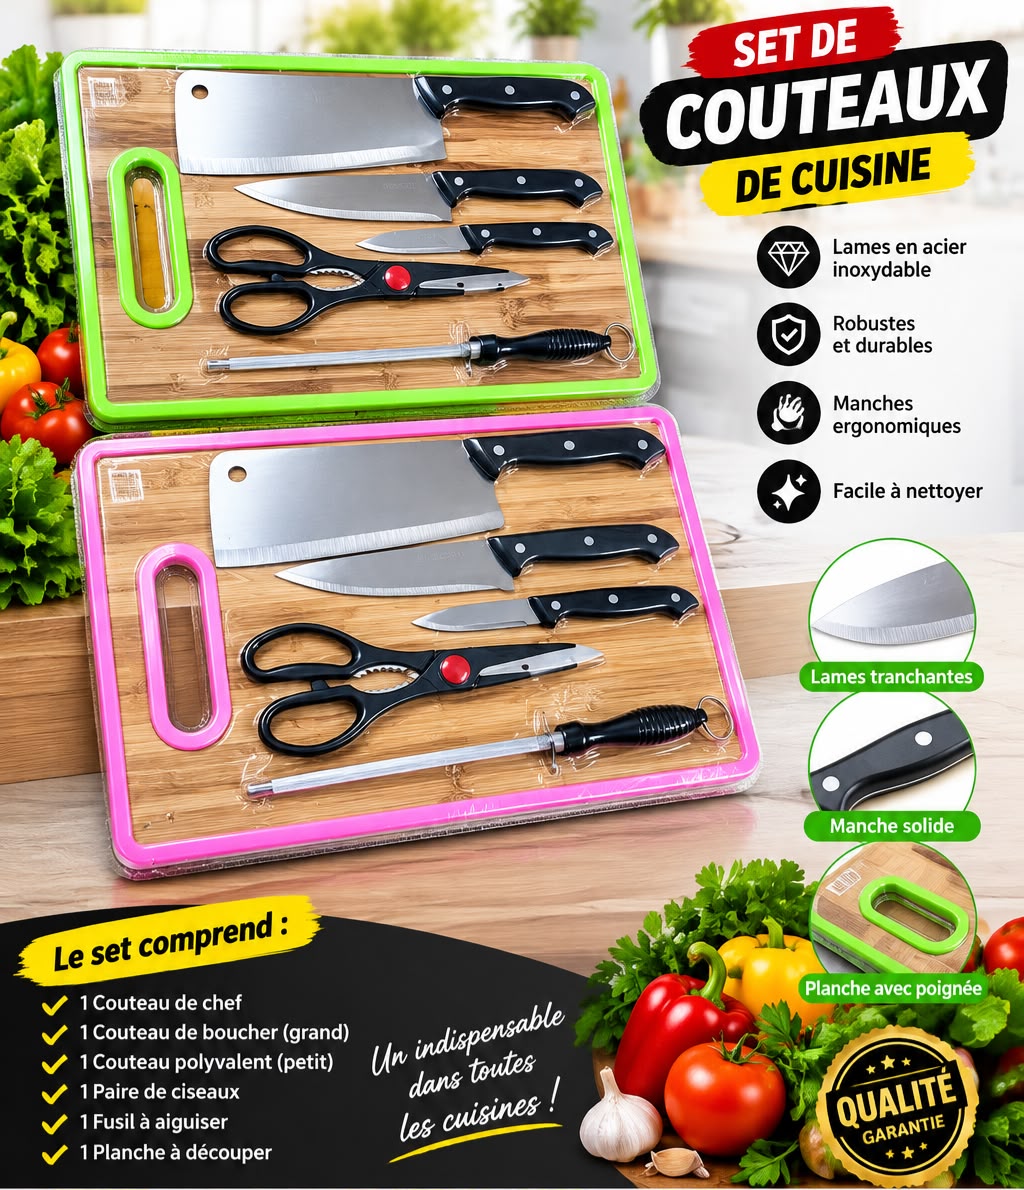 SET DE
COUTEAUX
DE CUISINE
Lames en acier
inoxydable
Robustes
et durables
Manches
ergonomiques
Facile à nettoyer
Lames tranchantes
Manche solide
Planche avec poignée
Le set comprend :
1 Couteau de chef
1 Couteau de boucher (grand)
1 Couteau polyvalent (petit)
1 Paire de ciseaux
1 Fusil à aiguiser
1 Planche à découper
Un indispensable
dans toutes
les cuisines !
QUALITÉ
GARANTIE